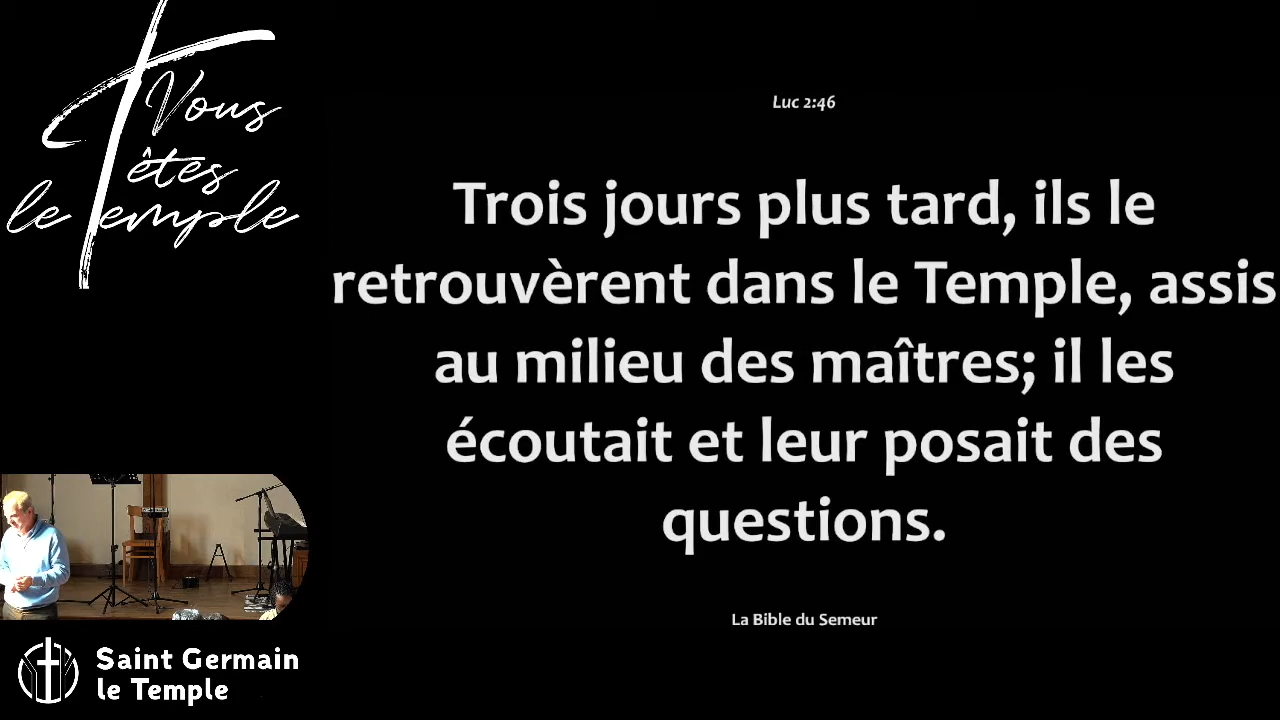 Vous
êtes
le Temple
Luc 2:46
Trois jours plus tard, ils le
retrouvèrent dans le Temple, assis
au milieu des maîtres; il les
écoutait et leur posait des
questions.
La Bible du Semeur
Saint Germain
le Temple